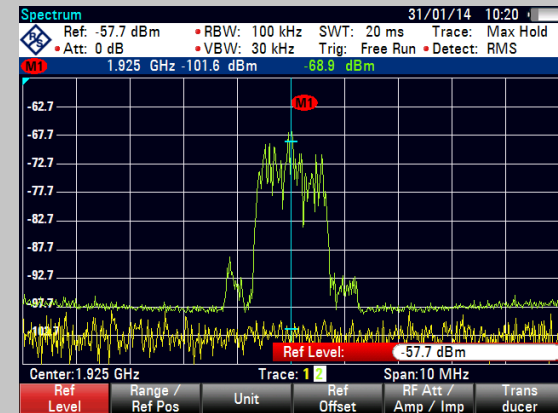 Spectrum 31/01/14 10:20
Ref: -57.7 dBm • RBW: 100 kHz SWT: 20 ms Trace: Max Hold
• Att: 0 dB • VBW: 30 kHz Trig: Free Run • Detect: RMS
M1 1.925 GHz -101.6 dBm -68.9 dBm
M1
-62.7
-67.7
-72.7
-77.7
-82.7
-87.7
-92.7
-97.7
Ref Level: -57.7 dBm
Center:1.925 GHz Trace: 1 2 Span:10 MHz
Ref Level
Range / Ref Pos
Unit
Ref Offset
RF Att / Amp / Imp
Trans ducer